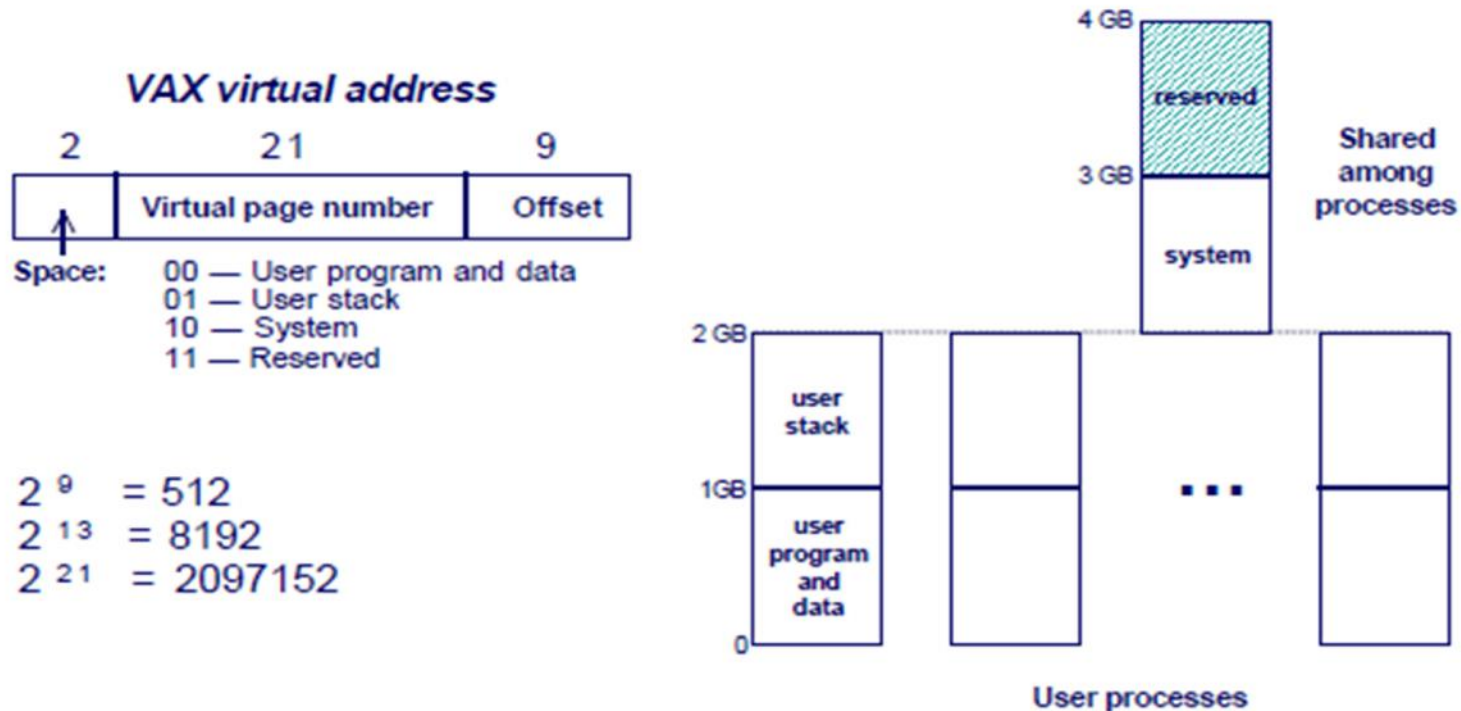 VAX virtual address
2 21 9
Virtual page number Offset
Space: 00 — User program and data
01 — User stack
10 — System
11 — Reserved
2 9 = 512
2 13 = 8192
2 21 = 2097152
4 GB
reserved
3 GB
Shared
among
processes
system
2 GB
user
stack
1GB
...
user
program
and
data
0
User processes